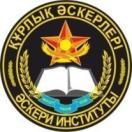 ҚҰРЛЫҚ ӘСКЕРЛЕРІ
ӘСКЕРИ ИНСТИТУТЫ